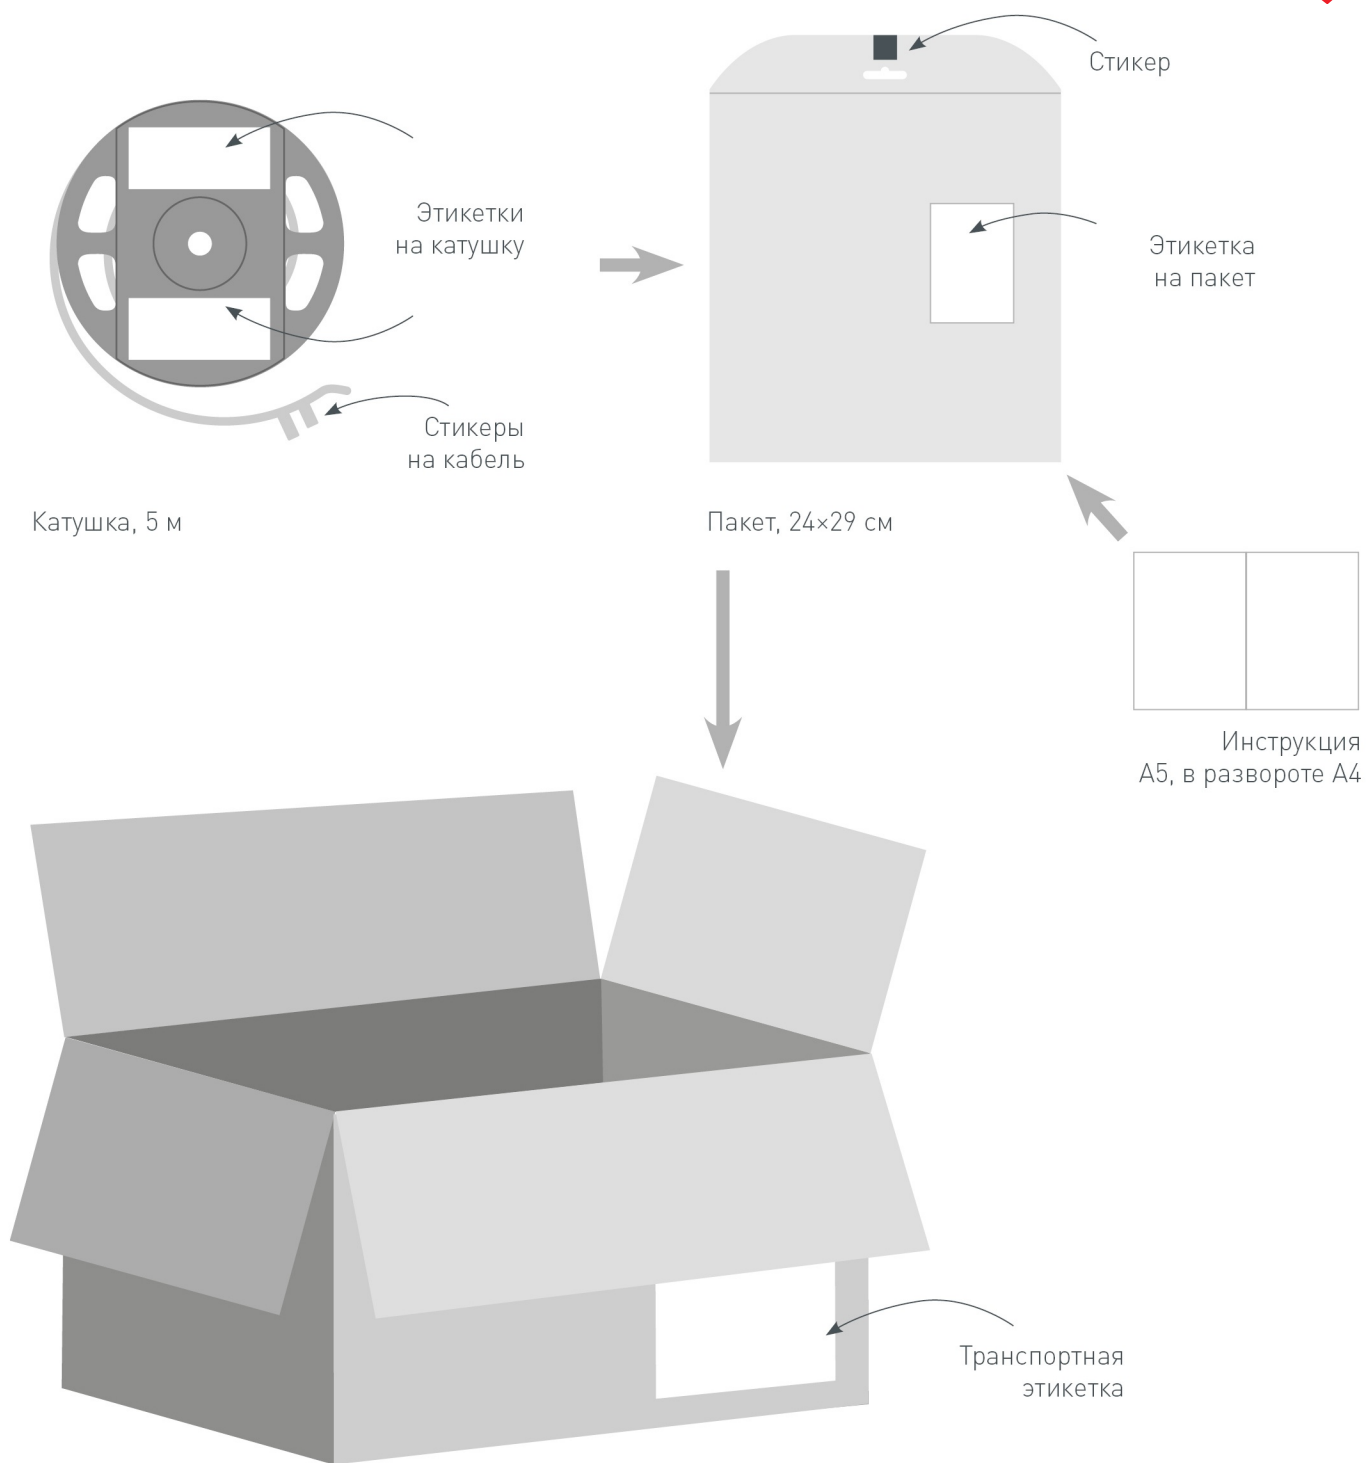 Стикер
Этикетки
на катушку
Этикетка
на пакет
Стикеры
на кабель
Катушка, 5 м
Пакет, 24×29 см
Инструкция
А5, в развороте А4
Транспортная
этикетка